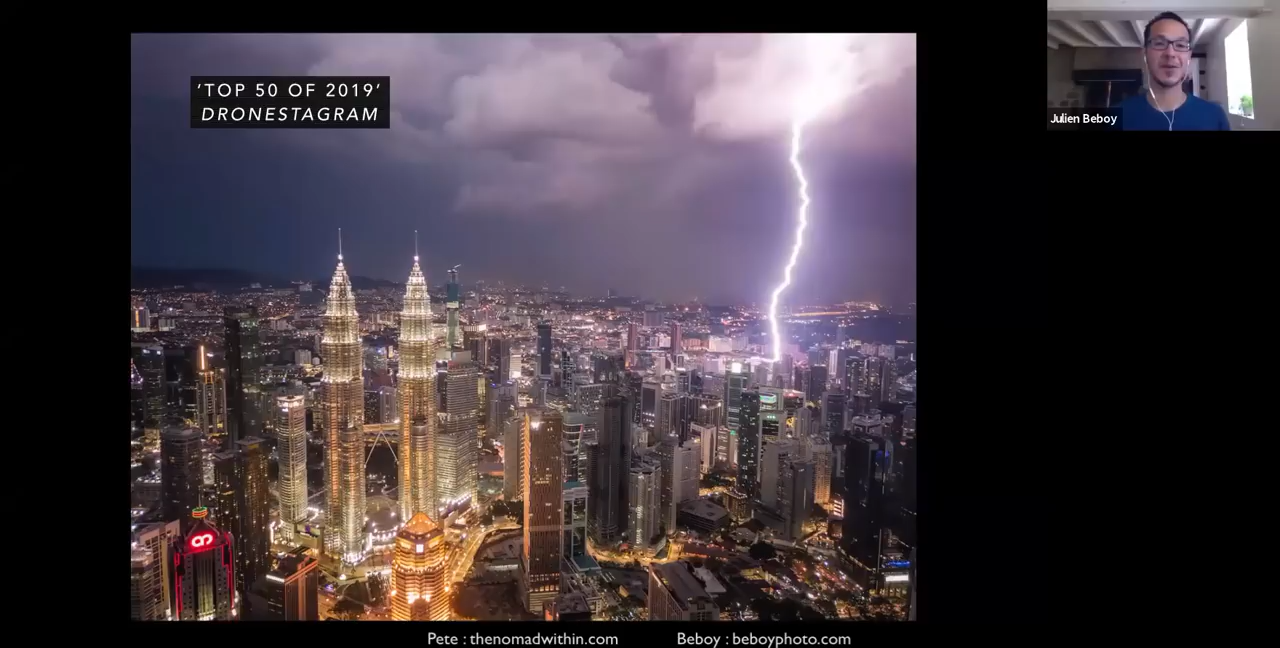 'TOP 50 OF 2019'
DRONESTAGRAM
Julien Beboy
Pete : thenomadwithin.com
Beboy : beboyphoto.com